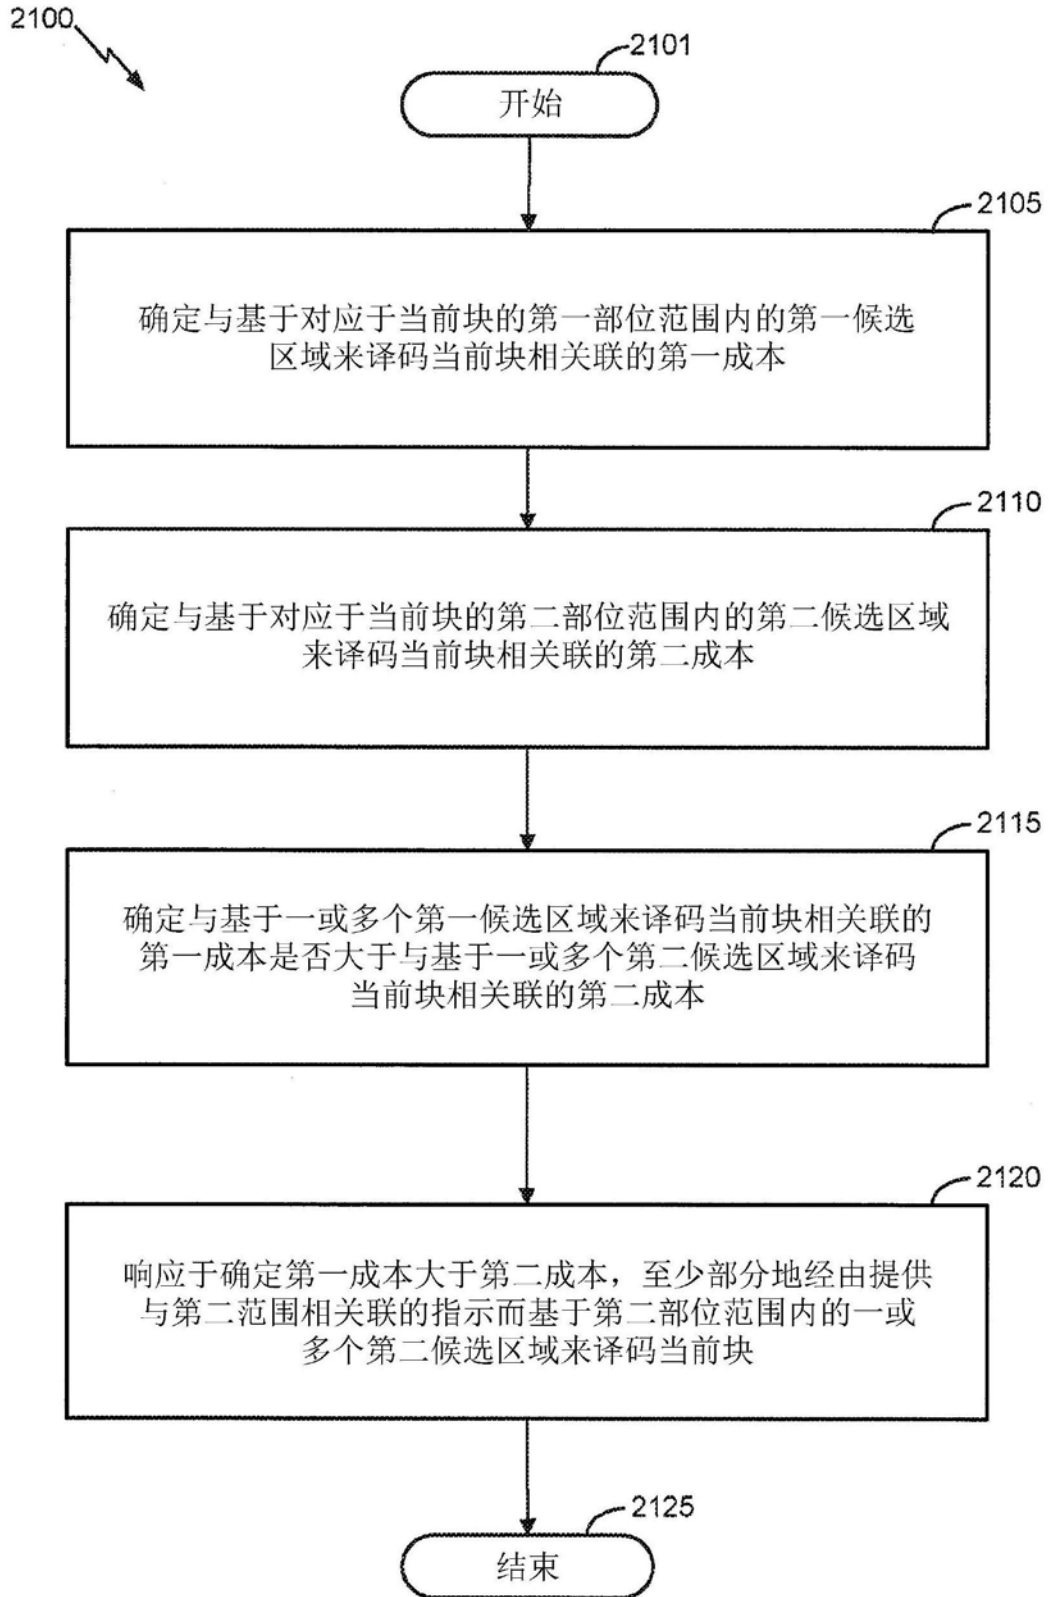 2100
2101
开始
2105
确定与基于对应于当前块的第一部位范围内的第一候选
区域来译码当前块相关联的第一成本
2110
确定与基于对应于当前块的第二部位范围内的第二候选区域
来译码当前块相关联的第二成本
2115
确定与基于一或多个第一候选区域来译码当前块相关联的
第一成本是否大于与基于一或多个第二候选区域来译码
当前块相关联的第二成本
2120
响应于确定第一成本大于第二成本，至少部分地经由提供
与第二范围相关联的指示而基于第二部位范围内的一或
多个第二候选区域来译码当前块
2125
结束